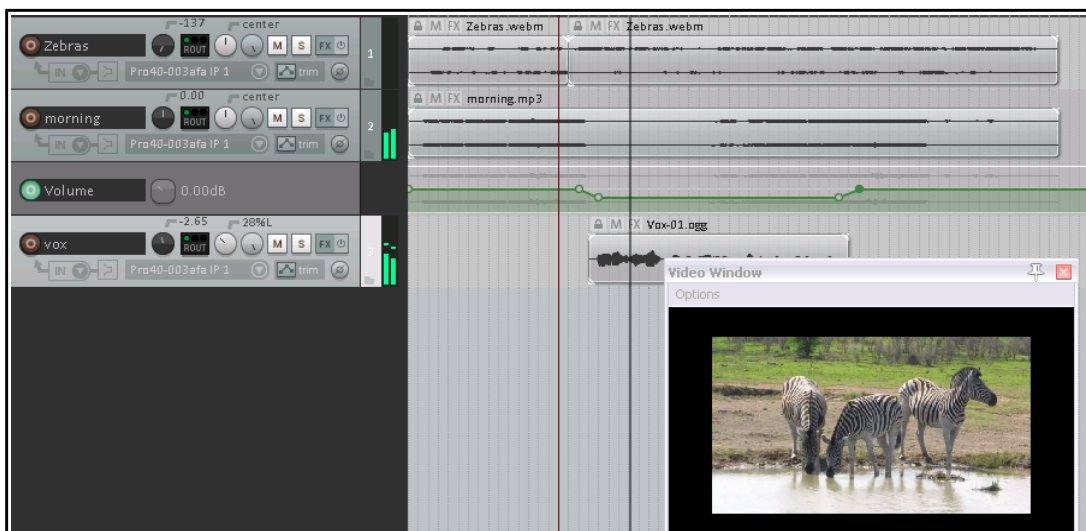 -137 center
Zebras ROUT M S FX 1
IN Pro40-003afa IP 1 trim
M FX Zebras.webm M FX Zebras.webm
0.00 center
morning ROUT M S FX 2
IN Pro40-003afa IP 1 trim
M FX morning.mp3
Volume 0.00dB
-2.65 28%L
vox ROUT M S FX 3
IN Pro40-003afa IP 1 trim
M FX Vox-01.ogg
Video Window
Options